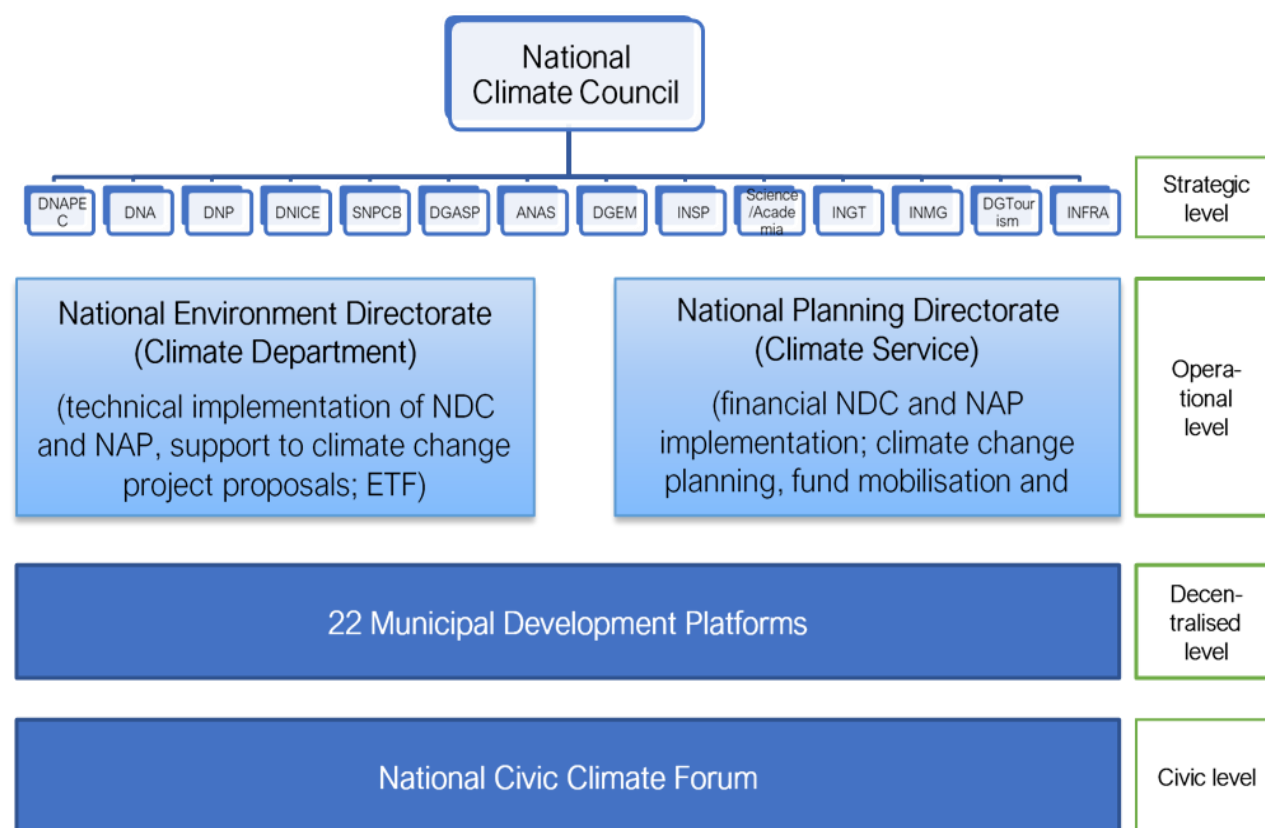 National
Climate Council
DNAPE
C
DNA
DNP
DNICE
SNPCB
DGASP
ANAS
DGEM
INSP
Science
/Acade
mia
INGT
INMG
DGTour
ism
INFRA
Strategic
level
National Environment Directorate
(Climate Department)
(technical implementation of NDC
and NAP, support to climate change
project proposals; ETF)
National Planning Directorate
(Climate Service)
(financial NDC and NAP
implementation; climate change
planning, fund mobilisation and
Opera-
tional
level
22 Municipal Development Platforms
Decen-
tralised
level
National Civic Climate Forum
Civic level